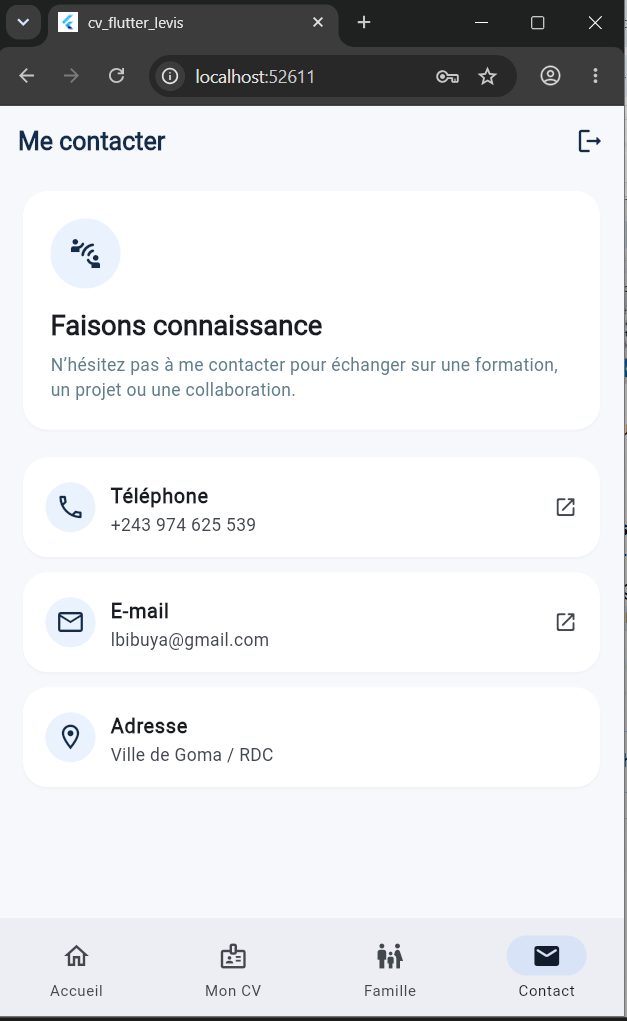 cv_flutter_levis
localhost:52611
Me contacter
Faisons connaissance
N’hésitez pas à me contacter pour échanger sur une formation,
un projet ou une collaboration.
Téléphone
+243 974 625 539
E-mail
lbibuya@gmail.com
Adresse
Ville de Goma / RDC
Accueil
Mon CV
Famille
Contact